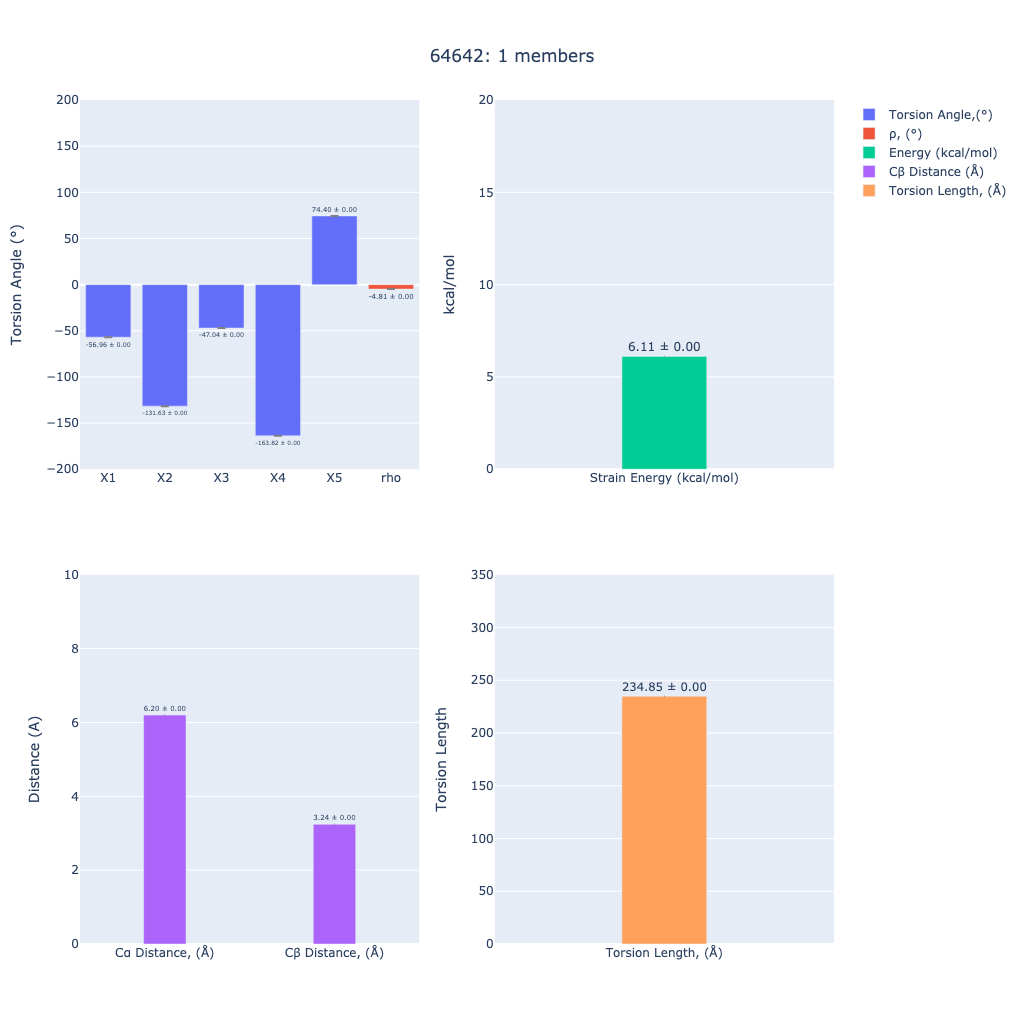 64642: 1 members
Torsion Angle (°)
200
150
100
50
0
−50
−100
−150
−200
-56.96 ± 0.00
-131.63 ± 0.00
-47.04 ± 0.00
-163.82 ± 0.00
74.40 ± 0.00
-4.81 ± 0.00
X1 X2 X3 X4 X5 rho
kcal/mol
20
15
10
5
0
6.11 ± 0.00
Strain Energy (kcal/mol)
Torsion Angle,(°)
ρ, (°)
Energy (kcal/mol)
Cβ Distance (Å)
Torsion Length, (Å)
Distance (A)
10
8
6
4
2
0
6.20 ± 0.00
3.24 ± 0.00
Cα Distance, (Å) Cβ Distance, (Å)
Torsion Length
350
300
250
200
150
100
50
0
234.85 ± 0.00
Torsion Length, (Å)